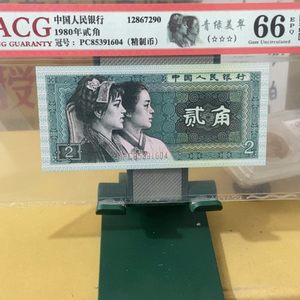 ACG
NG GUARANTY
中国人民银行 12867290
1980年贰角
冠号: PC85391604 (精制币)
青绿美翠
(☆☆☆)
66 EPQ
Gem Uncirculated
中国人民银行
贰角
2 2